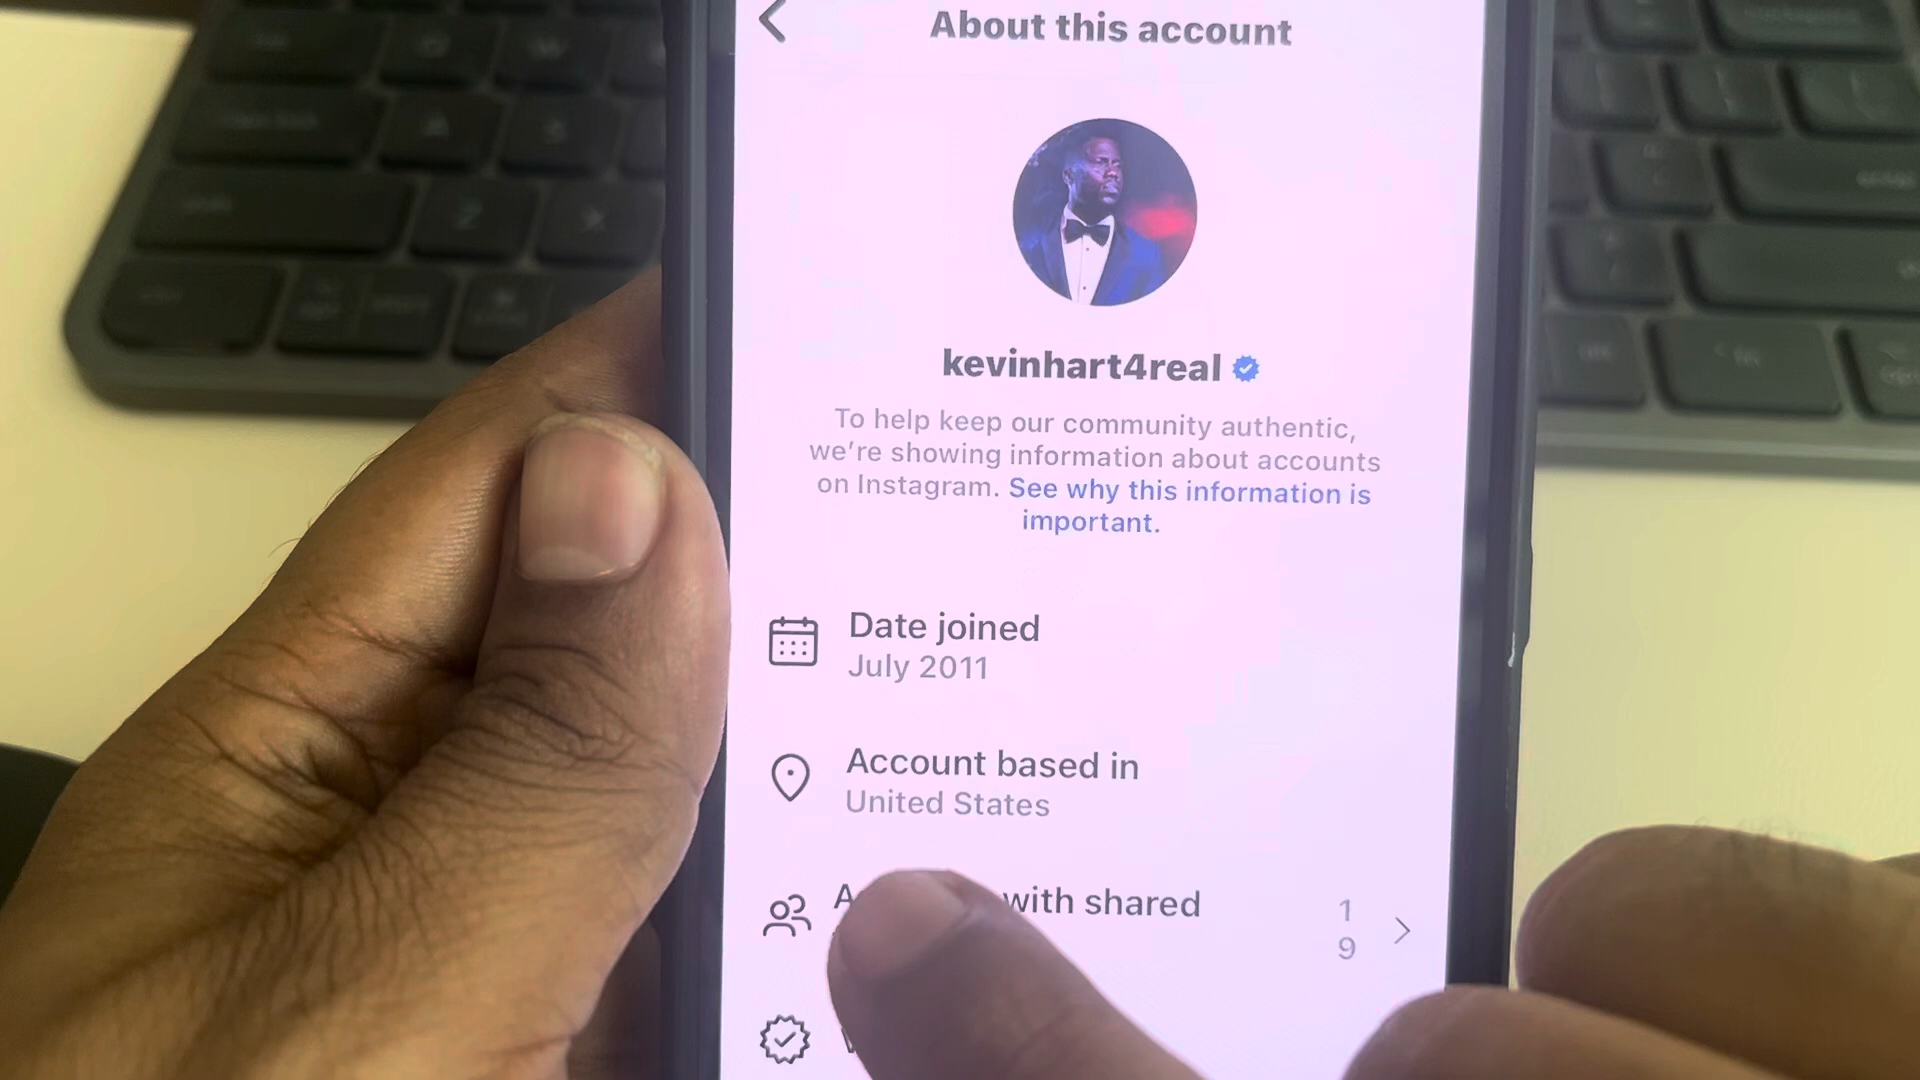 About this account
kevinhart4real
To help keep our community authentic,
we're showing information about accounts
on Instagram. See why this information is
important.
Date joined
July 2011
Account based in
United States
with shared
1
9